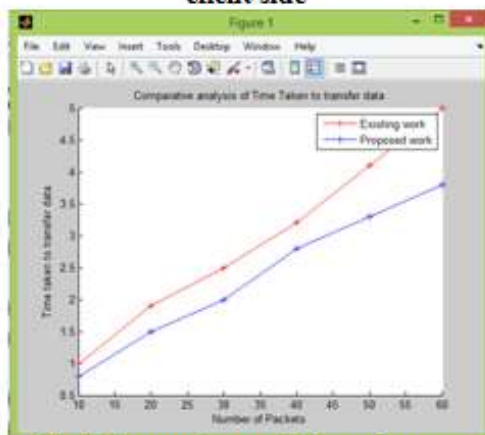 client side
Figure 1
File Edit View Insert Tools Desktop Window Help
Comparative analysis of Time Taken to transfer data
Existing work
Proposed work
Time taken to transfer data
5
4.5
4
3.5
3
2.5
2
1.5
1
0.5
10 15 20 25 30 35 40 45 50 55 60
Number of Packets